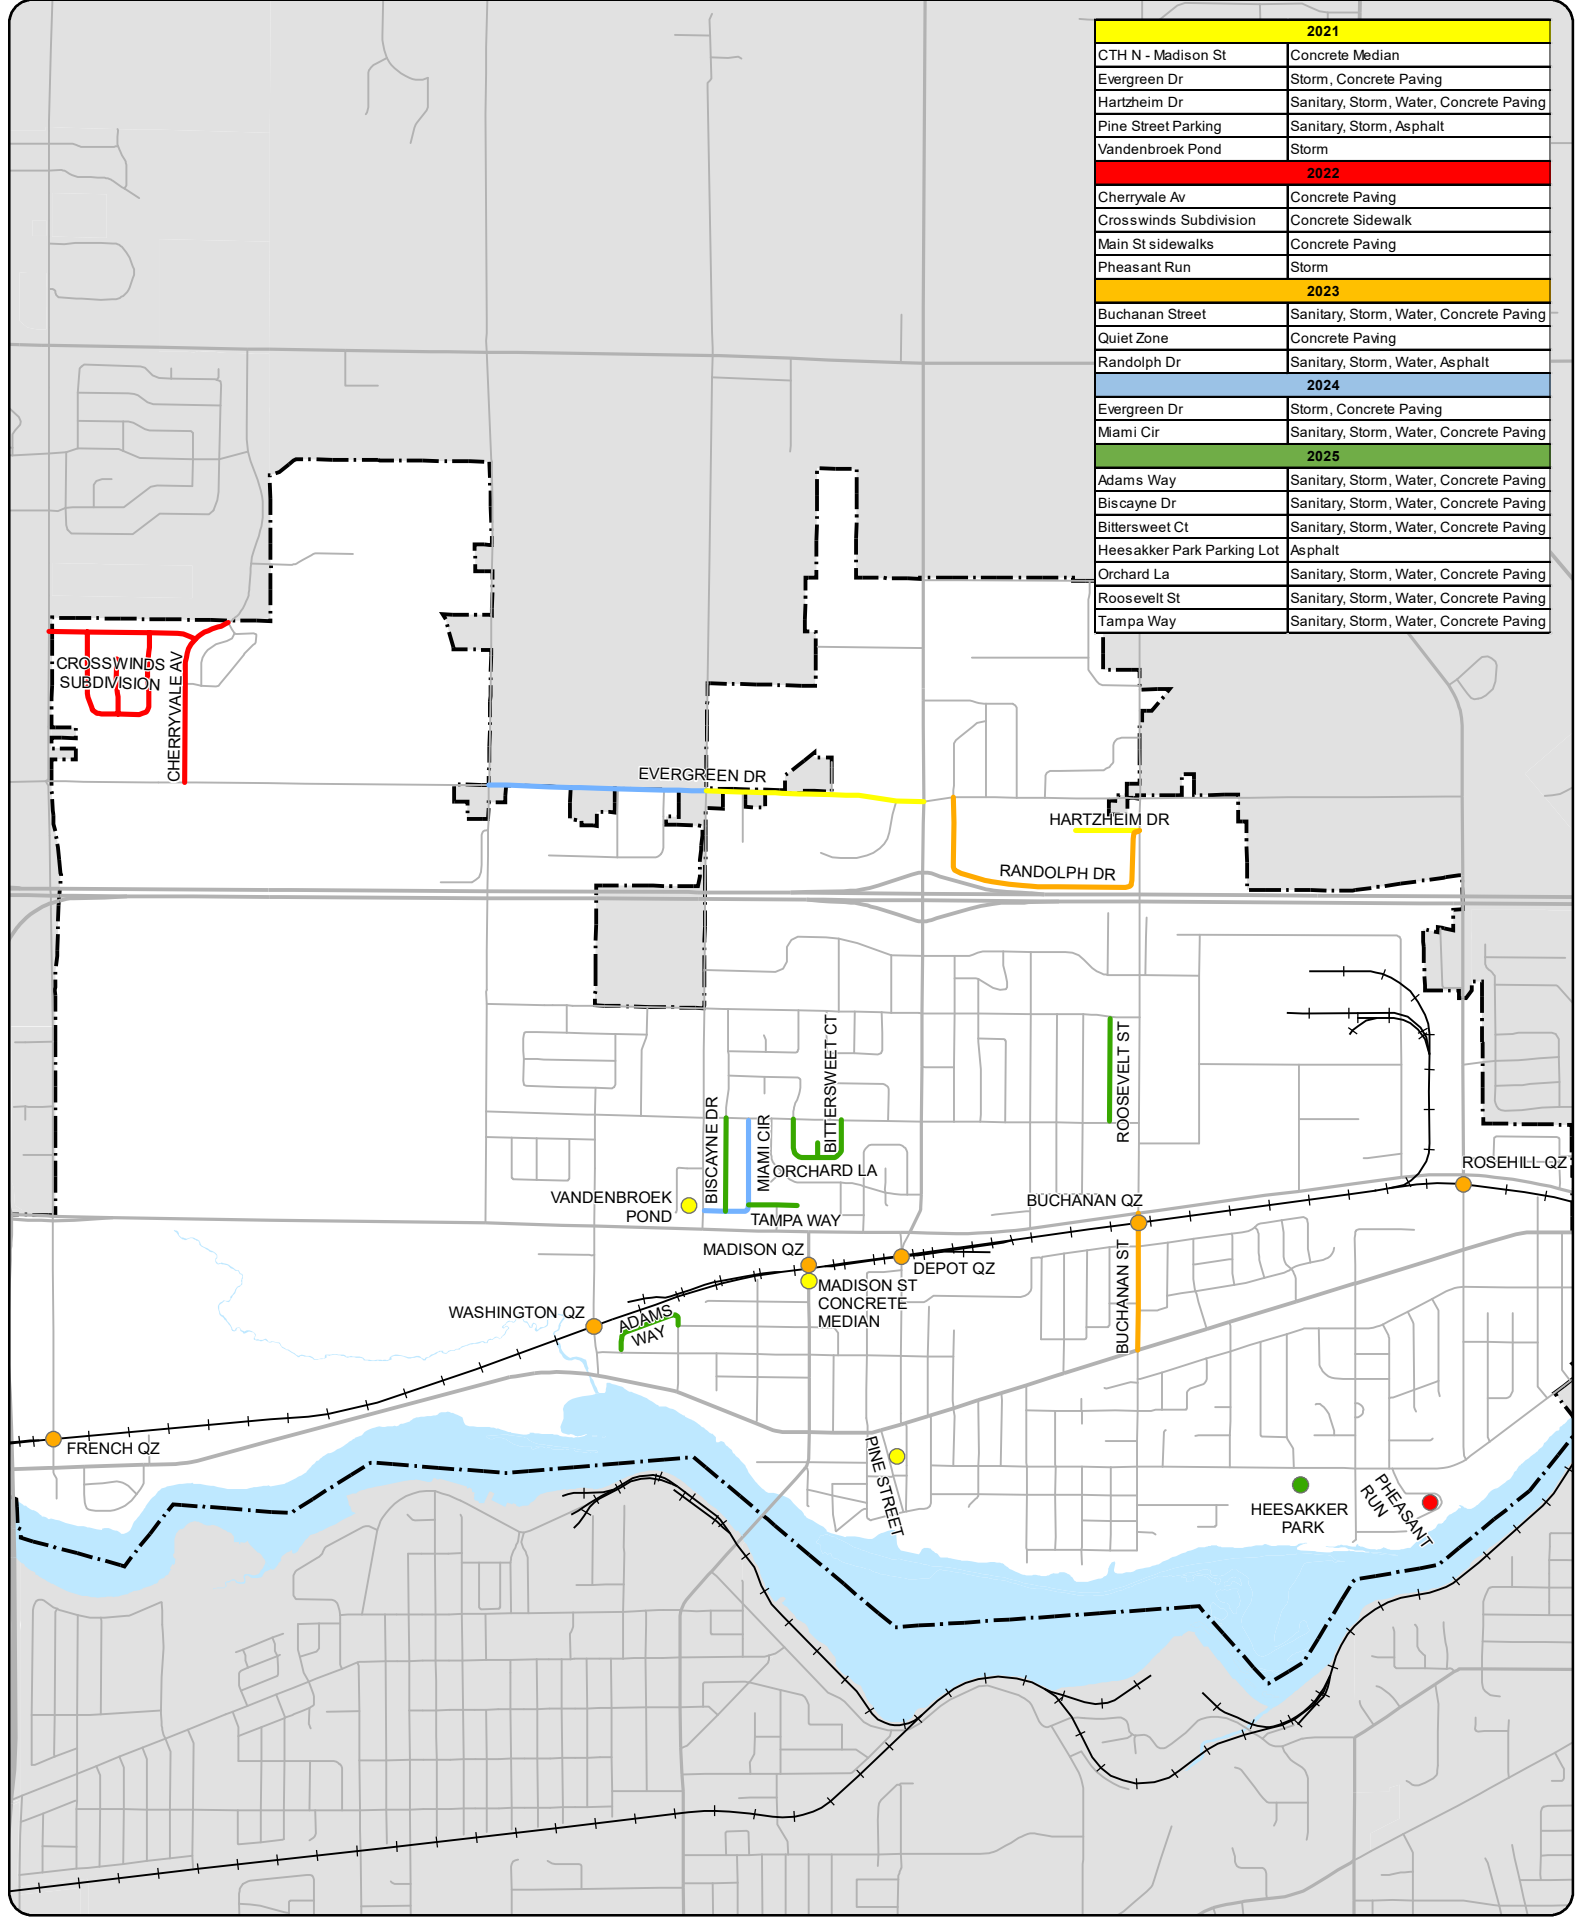 2021
CTH N - Madison St Concrete Median
Evergreen Dr Storm, Concrete Paving
Hartzheim Dr Sanitary, Storm, Water, Concrete Paving
Pine Street Parking Sanitary, Storm, Asphalt
Vandenbroek Pond Storm
2022
Cherryvale Av Concrete Paving
Crosswinds Subdivision Concrete Sidewalk
Main St sidewalks Concrete Paving
Pheasant Run Storm
2023
Buchanan Street Sanitary, Storm, Water, Concrete Paving
Quiet Zone Concrete Paving
Randolph Dr Sanitary, Storm, Water, Asphalt
2024
Evergreen Dr Storm, Concrete Paving
Miami Cir Sanitary, Storm, Water, Concrete Paving
2025
Adams Way Sanitary, Storm, Water, Concrete Paving
Biscayne Dr Sanitary, Storm, Water, Concrete Paving
Bittersweet Ct Sanitary, Storm, Water, Concrete Paving
Heesakker Park Parking Lot Asphalt
Orchard La Sanitary, Storm, Water, Concrete Paving
Roosevelt St Sanitary, Storm, Water, Concrete Paving
Tampa Way Sanitary, Storm, Water, Concrete Paving
CROSSWINDS
SUBDIVISION
CHERRYVALE AV
EVERGREEN DR
HARTZHEIM DR
RANDOLPH DR
BITTERSWEET CT
ROOSEVELT ST
BISCAYNE DR
MIAMI CIR
ORCHARD LA
ROSEHILL QZ
VANDENBROEK
POND
TAMPA WAY
BUCHANAN QZ
MADISON QZ
DEPOT QZ
BUCHANAN ST
MADISON ST
CONCRETE
MEDIAN
WASHINGTON QZ
ADAMS
WAY
FRENCH QZ
PINE STREET
HEESAKKER
PARK
PHEASANT
RUN